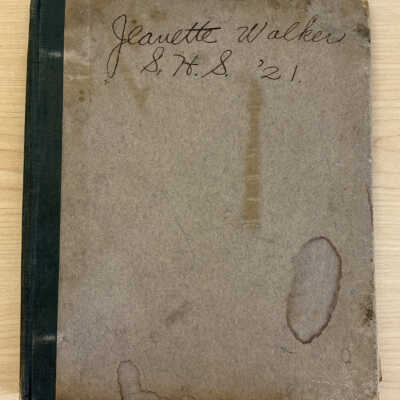 Jeanette Walker
S. H. S. '21.